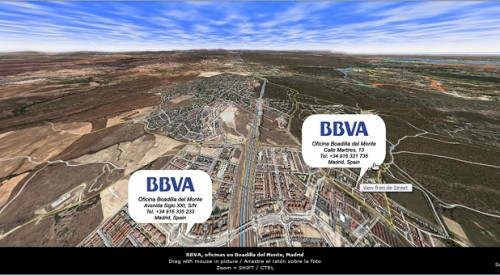 BBVA
Oficina Boadilla del Monte
Calle Martires, 13
Tel. +34 916 321 736
Madrid, Spain
View from de Street
BBVA
Oficina Boadilla del Monte
Avenida Siglo XXI, S/N
Tel. +34 916 335 233
Madrid, Spain
BBVA, oficinas en Boadilla del Monte, Madrid
Drag with mouse in picture / Arrastre el ratón sobre la foto
Zoom = SHIFT / CTRL